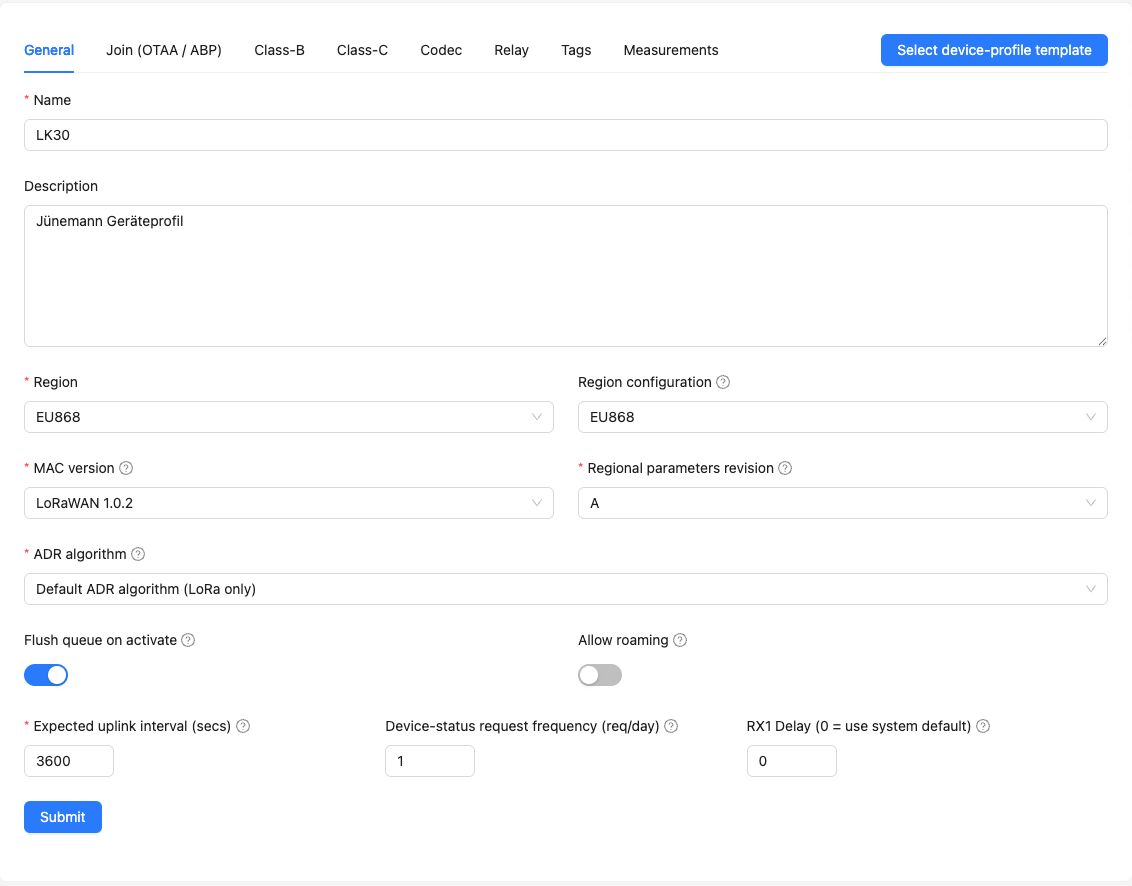 General Join (OTAA / ABP) Class-B Class-C Codec Relay Tags Measurements Select device-profile template
* Name
LK30
Description
Jünemann Geräteprofil
* Region Region configuration ?
EU868 EU868
* MAC version ? * Regional parameters revision ?
LoRaWAN 1.0.2 A
* ADR algorithm ?
Default ADR algorithm (LoRa only)
Flush queue on activate ? Allow roaming ?
* Expected uplink interval (secs) ? Device-status request frequency (req/day) ? RX1 Delay (0 = use system default) ?
3600 1 0
Submit